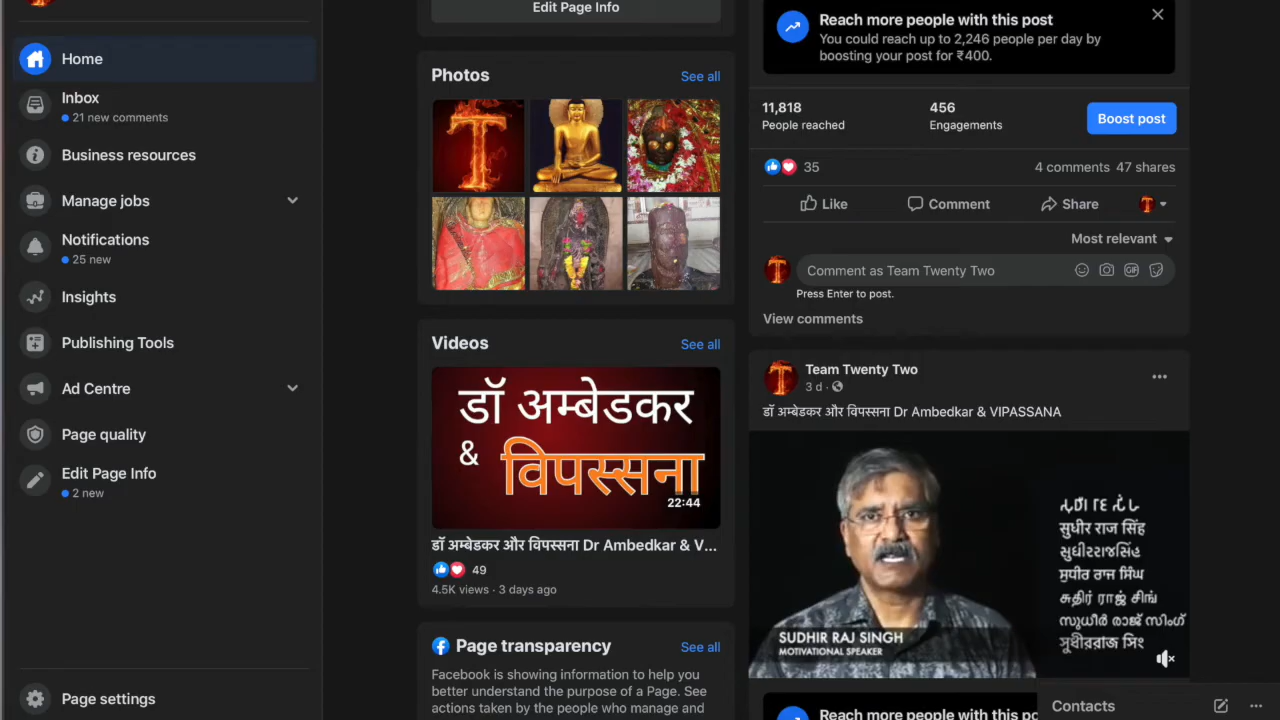 Home
Inbox
21 new comments
Business resources
Manage jobs
Notifications
25 new
Insights
Publishing Tools
Ad Centre
Page quality
Edit Page Info
2 new
Page settings
Edit Page Info
Photos
See all
Videos
See all
डॉ अम्बेडकर
&
विपस्सना
22:44
डॉ अम्बेडकर और विपस्सना Dr Ambedkar & V...
49
4.5K views · 3 days ago
Page transparency
See all
Facebook is showing information to help you
better understand the purpose of a Page. See
actions taken by the people who manage and
Reach more people with this post
You could reach up to 2,246 people per day by
boosting your post for ₹400.
11,818
People reached
456
Engagements
Boost post
35
4 comments 47 shares
Like
Comment
Share
Most relevant
Comment as Team Twenty Two
GIF
Press Enter to post.
View comments
Team Twenty Two
3 d ·
डॉ अम्बेडकर और विपस्सना Dr Ambedkar & VIPASSANA
सुधीर राज सिंह
ਸੁਧੀਰ ਰਾਜ ਸਿੰਘ
சுதிர் ராஜ் சிங்
സുധീർ രാജ് സിംഗ്
SUDHIR RAJ SINGH
MOTIVATIONAL SPEAKER
Reach more people with this po
Contacts